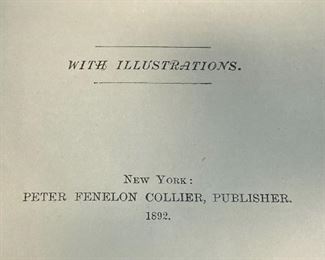 WITH ILLUSTRATIONS.
NEW YORK:
PETER FENELON COLLIER, PUBLISHER.
1892.